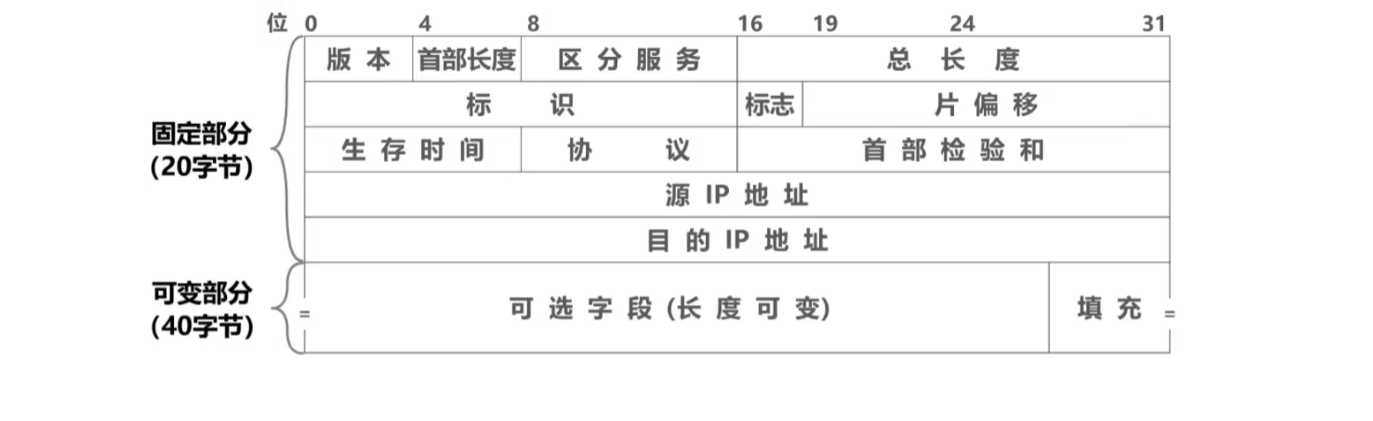 位 0 4 8 16 19 24 31
版 本 首部长度 区 分 服 务 总 长 度
标 识 标志 片 偏 移
固定部分
(20字节)
生 存 时 间 协 议 首 部 检 验 和
源 IP 地 址
目 的 IP 地 址
可变部分
(40字节)
可 选 字 段 (长 度 可 变) 填 充